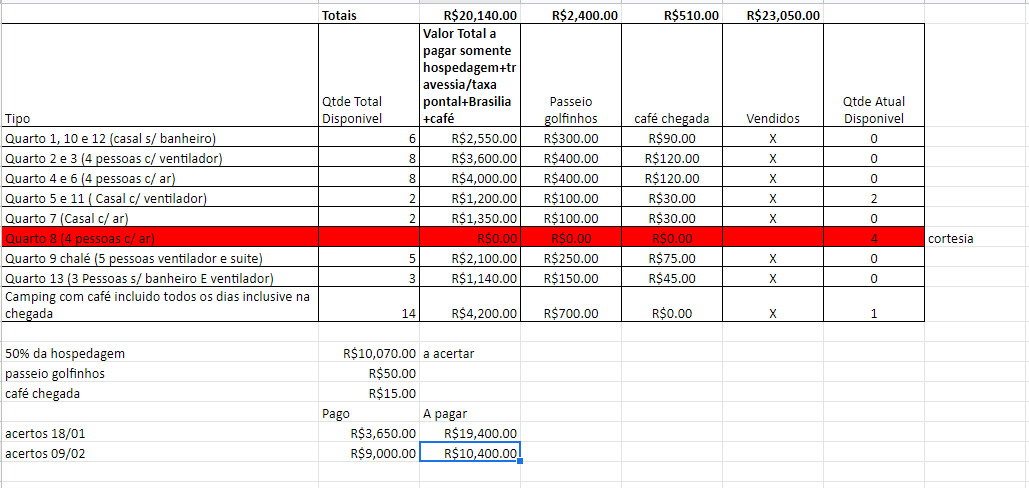 Totais R$20,140.00 R$2,400.00 R$510.00 R$23,050.00
Valor Total a
pagar somente
hospedagem+tr
avessia/taxa
Qtde Total pontal+Brasilia Passeio Qtde Atual
Tipo Disponivel +café golfinhos café chegada Vendidos Disponivel
Quarto 1, 10 e 12 (casal s/ banheiro) 6 R$2,550.00 R$300.00 R$90.00 X 0
Quarto 2 e 3 (4 pessoas c/ ventilador) 8 R$3,600.00 R$400.00 R$120.00 X 0
Quarto 4 e 6 (4 pessoas c/ ar) 8 R$4,000.00 R$400.00 R$120.00 X 0
Quarto 5 e 11 ( Casal c/ ventilador) 2 R$1,200.00 R$100.00 R$30.00 X 2
Quarto 7 (Casal c/ ar) 2 R$1,350.00 R$100.00 R$30.00 X 0
Quarto 8 (4 pessoas c/ ar) R$0.00 R$0.00 R$0.00 4 cortesia
Quarto 9 chalé (5 pessoas ventilador e suite) 5 R$2,100.00 R$250.00 R$75.00 X 0
Quarto 13 (3 Pessoas s/ banheiro E ventilador) 3 R$1,140.00 R$150.00 R$45.00 X 0
Camping com café incluido todos os dias inclusive na
chegada 14 R$4,200.00 R$700.00 R$0.00 X 1
50% da hospedagem R$10,070.00 a acertar
passeio golfinhos R$50.00
café chegada R$15.00
Pago A pagar
acertos 18/01 R$3,650.00 R$19,400.00
acertos 09/02 R$9,000.00 R$10,400.00